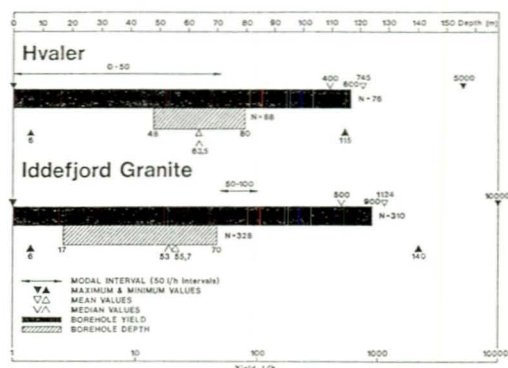 0 10 20 30 40 50 60 70 80 90 100 110 120 130 140 150 Depth (m)
Hvaler
0-50
400 745 5000
600
N=76
N=88
6 48 80 115
62,5
Iddefjord Granite
50-100
500 1124 10000
900
N=310
N=328
6 17 53 55,7 70 140
MODAL INTERVAL (50 l/h intervals)
MAXIMUM & MINIMUM VALUES
MEAN VALUES
MEDIAN VALUES
BOREHOLE YIELD
BOREHOLE DEPTH
1 10 100 1000 10000
Yield l/h